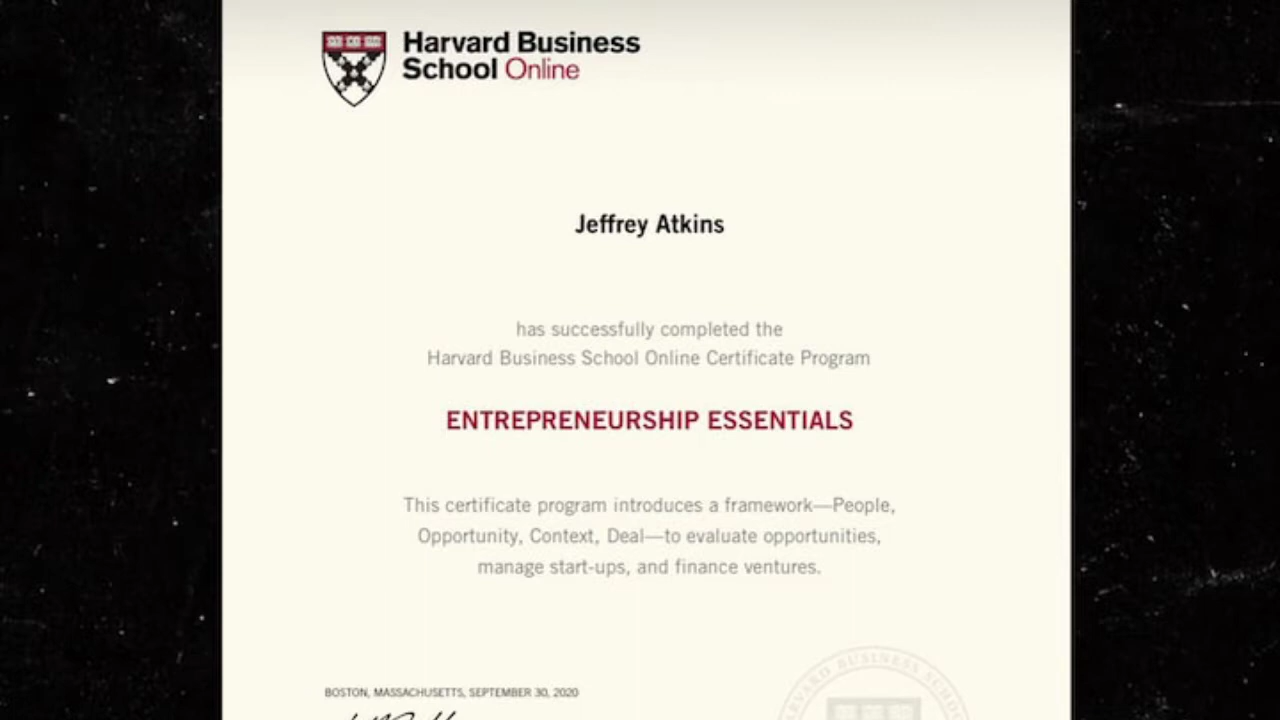 Harvard Business
School Online
Jeffrey Atkins
has successfully completed the
Harvard Business School Online Certificate Program
ENTREPRENEURSHIP ESSENTIALS
This certificate program introduces a framework—People,
Opportunity, Context, Deal—to evaluate opportunities,
manage start-ups, and finance ventures.
BOSTON, MASSACHUSETTS, SEPTEMBER 30, 2020
BUSINESS